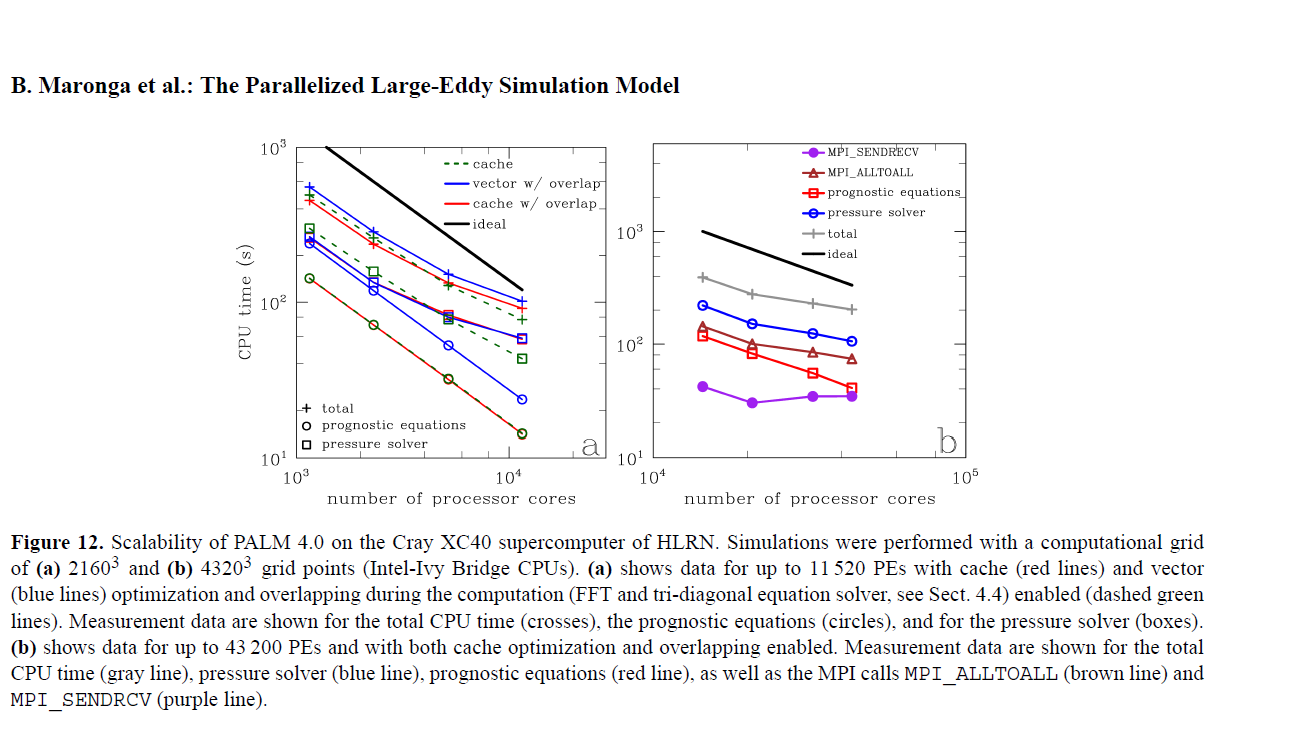 B. Maronga et al.: The Parallelized Large-Eddy Simulation Model
10³
10²
10¹
CPU time (s)
cache
vector w/ overlap
cache w/ overlap
ideal
total
prognostic equations
pressure solver
a
10³
10⁴
number of processor cores
10³
10²
10¹
MPI_SENDRECV
MPI_ALLTOALL
prognostic equations
pressure solver
total
ideal
b
10⁴
10⁵
number of processor cores
Figure 12. Scalability of PALM 4.0 on the Cray XC40 supercomputer of HLRN. Simulations were performed with a computational grid
of (a) 2160³ and (b) 4320³ grid points (Intel-Ivy Bridge CPUs). (a) shows data for up to 11 520 PEs with cache (red lines) and vector
(blue lines) optimization and overlapping during the computation (FFT and tri-diagonal equation solver, see Sect. 4.4) enabled (dashed green
lines). Measurement data are shown for the total CPU time (crosses), the prognostic equations (circles), and for the pressure solver (boxes).
(b) shows data for up to 43 200 PEs and with both cache optimization and overlapping enabled. Measurement data are shown for the total
CPU time (gray line), pressure solver (blue line), prognostic equations (red line), as well as the MPI calls MPI_ALLTOALL (brown line) and
MPI_SENDRCV (purple line).